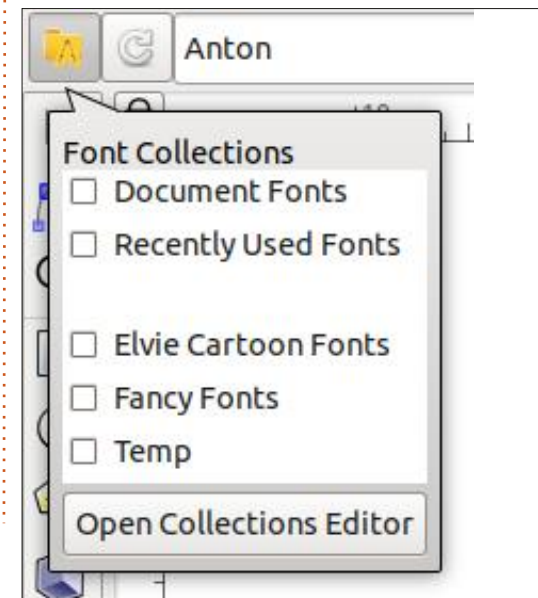 Anton
Font Collections
Document Fonts
Recently Used Fonts
Elvie Cartoon Fonts
Fancy Fonts
Temp
Open Collections Editor